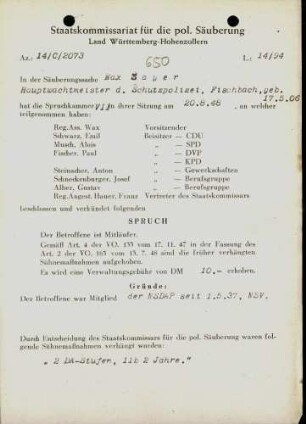 Staatskommissariat für die pol. Säuberung
Land Württemberg-Hohenzollern
Az.: 14/C/2073 L.: 14/94
650
In der Säuberungssache Max Sayer
Hauptwachtmeister d. Schutzpolizei, Fischbach, geb.
17.5.06
hat die Spruchkammer in ihrer Sitzung am 20.8.48 , an welcher
teilgenommen haben:
Reg.Ass. Wax Vorsitzender
Schwarz, Emil Beisitzer — CDU
Musch, Alois „ — SPD
Fischer, Paul „ — DVP
„ — KPD
Steinacher, Anton „ — Gewerkschaften
Schneckenburger, Josef „ — Berufsgruppe
Alber, Gustav „ — Berufsgruppe
Reg.Angest. Hauer, Franz Vertreter des Staatskommissars
beschlossen und verkündet folgenden
SPRUCH
Der Betroffene ist Mitläufer.
Gemäß Art. 4 der VO. 133 vom 17. 11. 47 in der Fassung des
Art. 2 der VO. 165 vom 13. 7. 48 sind die früher verhängten
Sühnemaßnahmen aufgehoben.
Es wird eine Verwaltungsgebühr von DM 10,- erhoben.
Gründe:
Der Betroffene war Mitglied der NSDAP seit 1.5.37, NSV.
Durch Entscheidung des Staatskommissars für die pol. Säuberung waren fol-
gende Sühnemaßnahmen verhängt worden:
„ 2 DA-Stufen, 11b 2 Jahre."